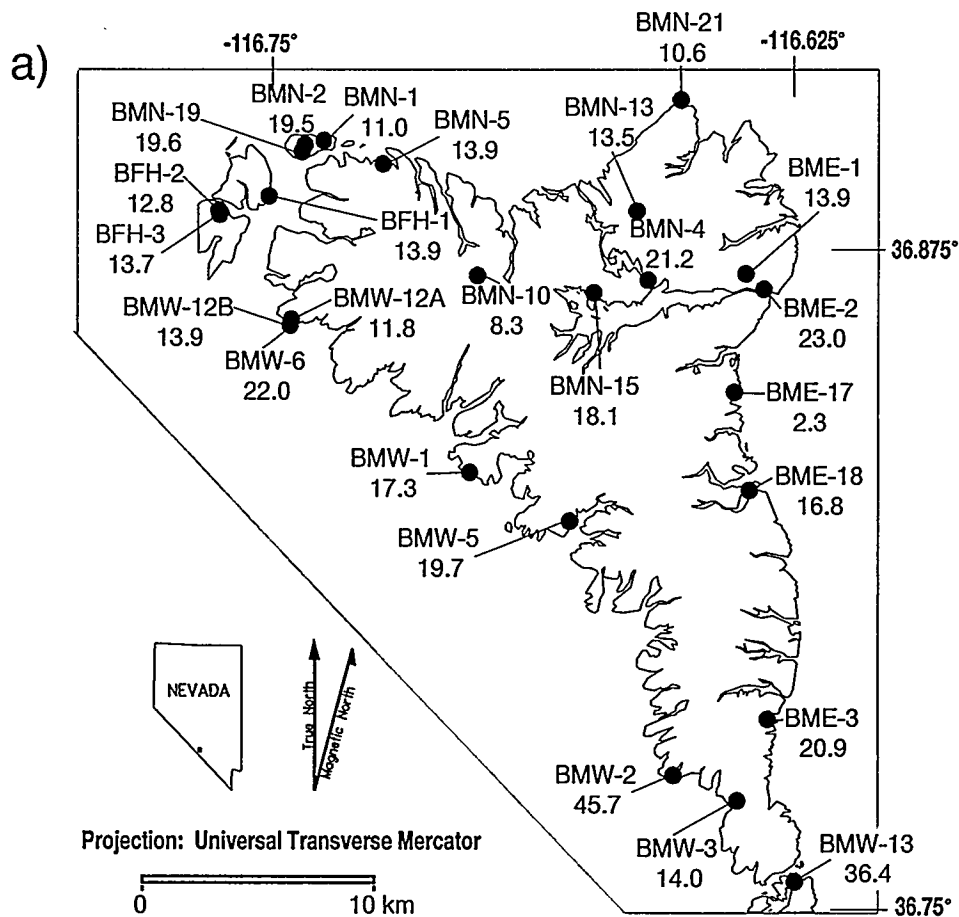 BMN-21
-116.75°
10.6
-116.625°
a)
BMN-2
19.5
BMN-1
11.0
BMN-19
19.6
BMN-5
13.9
BMN-13
13.5
BME-1
13.9
BFH-2
12.8
BFH-3
13.7
BFH-1
13.9
BMN-4
21.2
36.875°
BMW-12B
13.9
BMW-12A
11.8
BMN-10
8.3
BME-2
23.0
BMW-6
22.0
BMN-15
18.1
BME-17
2.3
BMW-1
17.3
BME-18
16.8
BMW-5
19.7
NEVADA
True North
Magnetic North
BME-3
20.9
BMW-2
45.7
Projection: Universal Transverse Mercator
BMW-3
14.0
BMW-13
36.4
0
10 km
36.75°